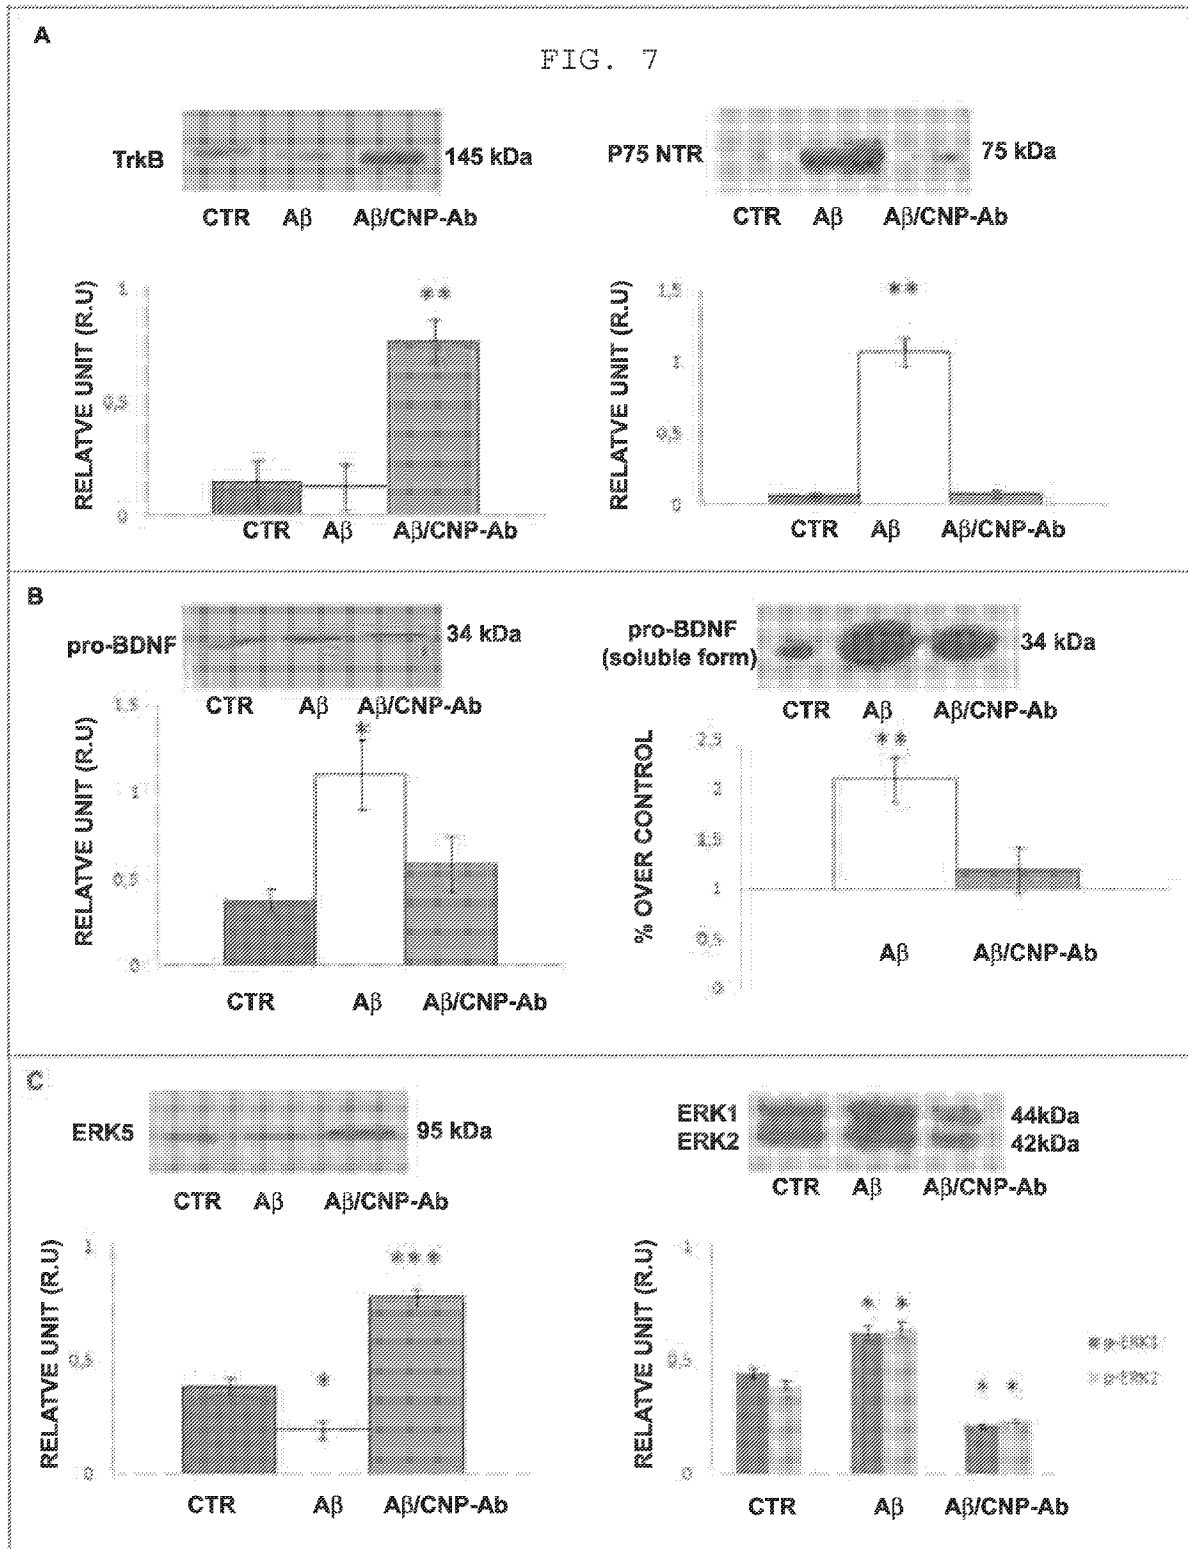 A
FIG. 7
TrkB
145 kDa
CTR Aβ Aβ/CNP-Ab
RELATVE UNIT (R.U)
1
0,5
0
**
CTR Aβ Aβ/CNP-Ab
P75 NTR
75 kDa
CTR Aβ Aβ/CNP-Ab
RELATVE UNIT (R.U)
1,5
1
0,5
0
**
CTR Aβ Aβ/CNP-Ab
B
pro-BDNF
34 kDa
CTR Aβ Aβ/CNP-Ab
RELATVE UNIT (R.U)
1,5
1
0,5
0
*
CTR Aβ Aβ/CNP-Ab
pro-BDNF
(soluble form)
34 kDa
CTR Aβ Aβ/CNP-Ab
% OVER CONTROL
2,5
2
1,5
1
0,5
0
**
Aβ Aβ/CNP-Ab
C
ERK5
95 kDa
CTR Aβ Aβ/CNP-Ab
RELATVE UNIT (R.U)
1
0,5
0
*
***
CTR Aβ Aβ/CNP-Ab
ERK1
ERK2
44kDa
42kDa
CTR Aβ Aβ/CNP-Ab
RELATVE UNIT (R.U)
1
0,5
0
* *
* *
p-ERK1
p-ERK2
CTR Aβ Aβ/CNP-Ab